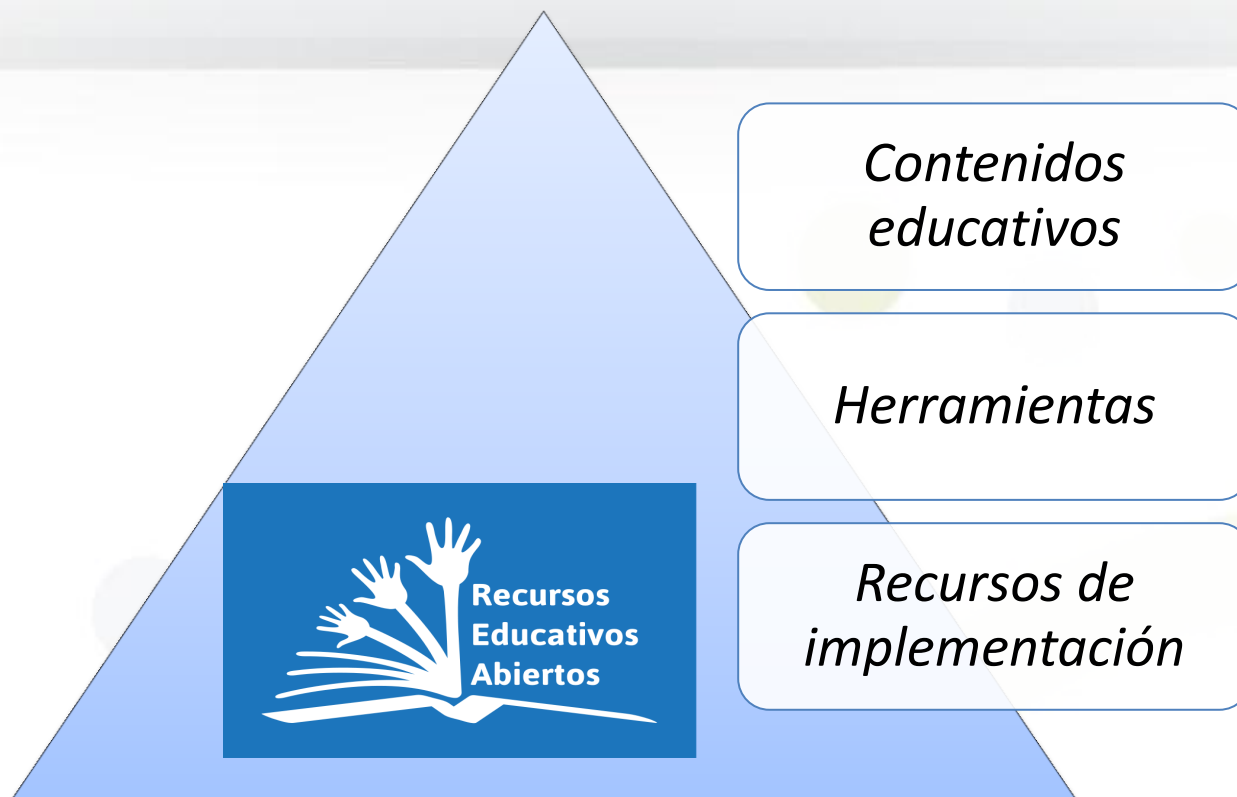 Contenidos
educativos
Herramientas
Recursos de
implementación
Recursos
Educativos
Abiertos